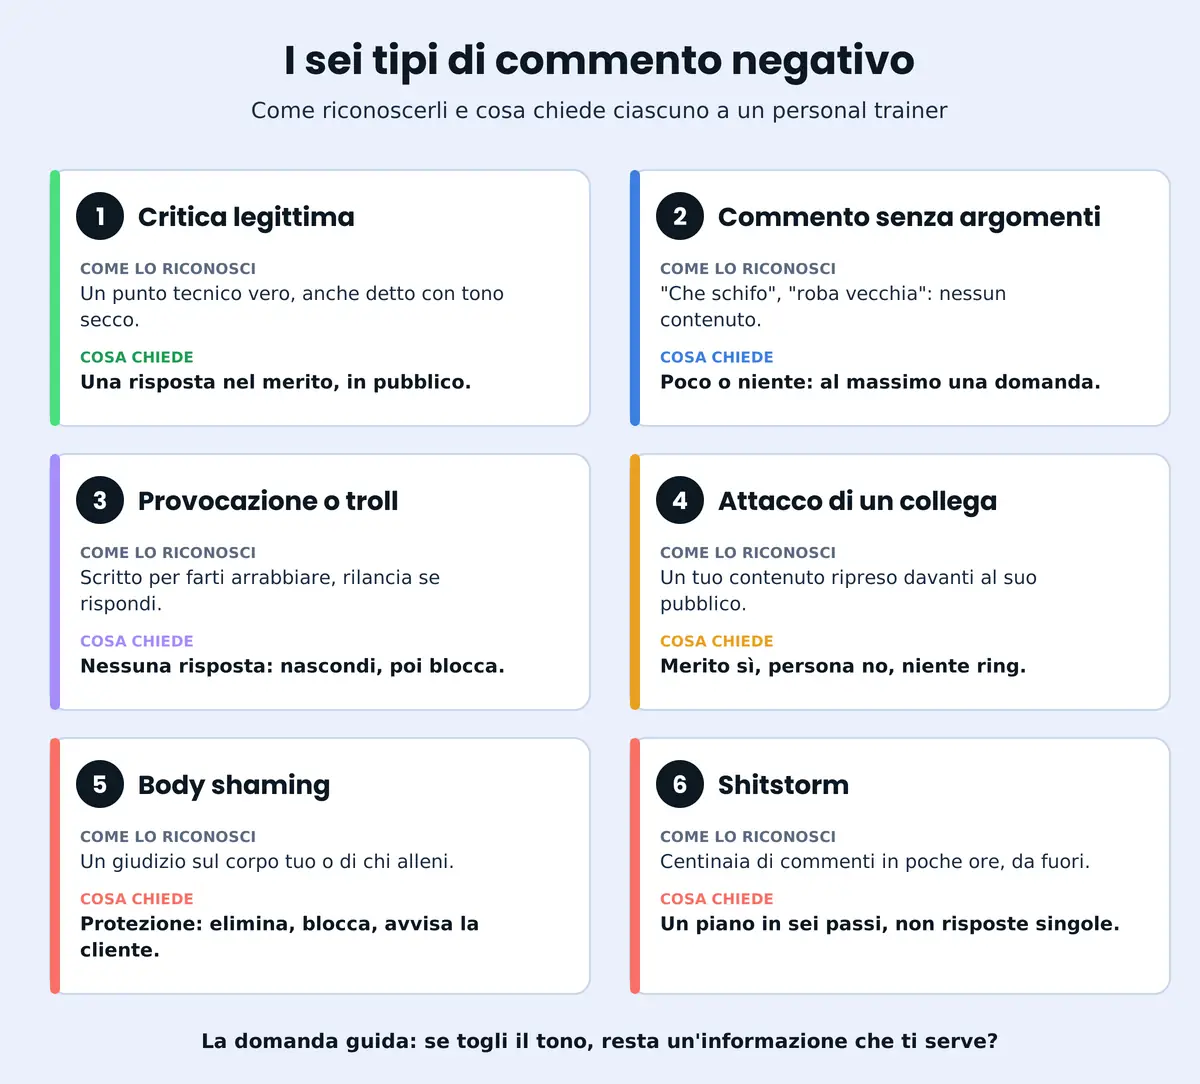 I sei tipi di commento negativo
Come riconoscerli e cosa chiede ciascuno a un personal trainer
1
Critica legittima
COME LO RICONOSCI
Un punto tecnico vero, anche detto con tono
secco.
COSA CHIEDE
Una risposta nel merito, in pubblico.
2
Commento senza argomenti
COME LO RICONOSCI
"Che schifo", "roba vecchia": nessun
contenuto.
COSA CHIEDE
Poco o niente: al massimo una domanda.
3
Provocazione o troll
COME LO RICONOSCI
Scritto per farti arrabbiare, rilancia se
rispondi.
COSA CHIEDE
Nessuna risposta: nascondi, poi blocca.
4
Attacco di un collega
COME LO RICONOSCI
Un tuo contenuto ripreso davanti al suo
pubblico.
COSA CHIEDE
Merito sì, persona no, niente ring.
5
Body shaming
COME LO RICONOSCI
Un giudizio sul corpo tuo o di chi alleni.
COSA CHIEDE
Protezione: elimina, blocca, avvisa la
cliente.
6
Shitstorm
COME LO RICONOSCI
Centinaia di commenti in poche ore, da fuori.
COSA CHIEDE
Un piano in sei passi, non risposte singole.
La domanda guida: se togli il tono, resta un'informazione che ti serve?